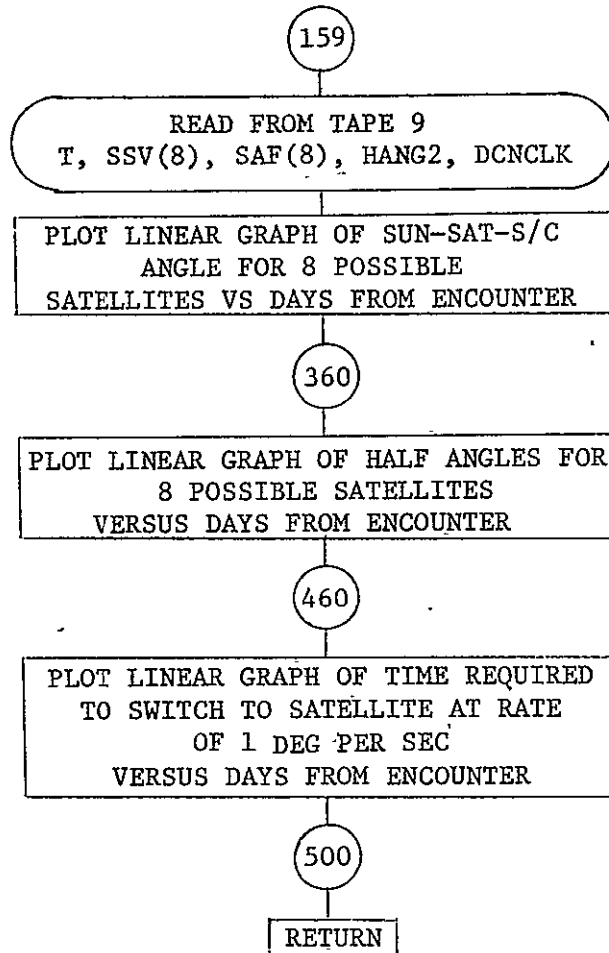 159
READ FROM TAPE 9
T, SSV(8), SAF(8), HANG2, DCNCLK
PLOT LINEAR GRAPH OF SUN-SAT-S/C
ANGLE FOR 8 POSSIBLE
SATELLITES VS DAYS FROM ENCOUNTER
360
PLOT LINEAR GRAPH OF HALF ANGLES FOR
8 POSSIBLE SATELLITES
VERSUS DAYS FROM ENCOUNTER
460
PLOT LINEAR GRAPH OF TIME REQUIRED
TO SWITCH TO SATELLITE AT RATE
OF 1 DEG PER SEC
VERSUS DAYS FROM ENCOUNTER
500
RETURN